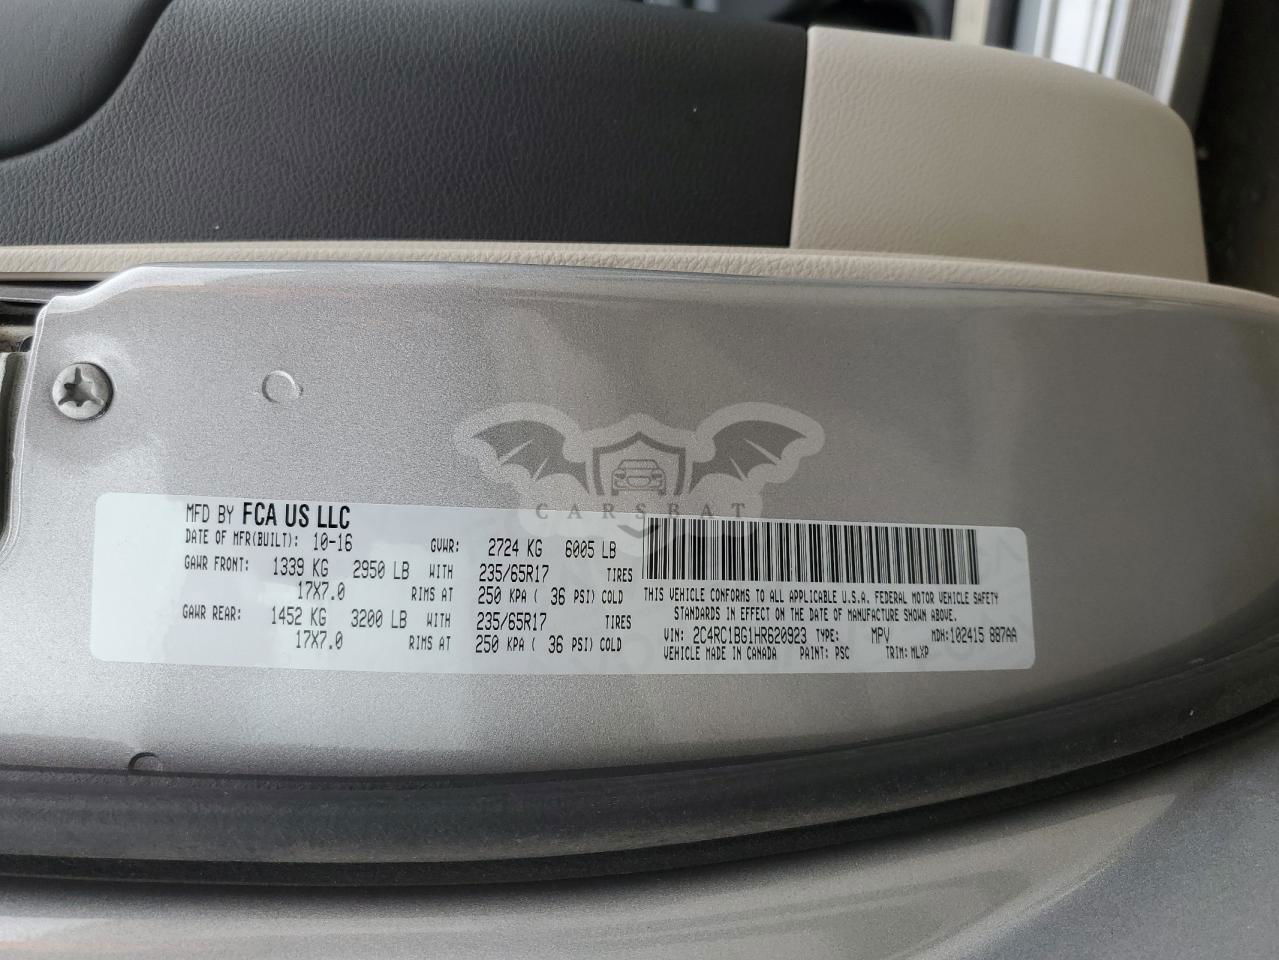 CARSBAT
MFD BY FCA US LLC
DATE OF MFR(BUILT): 10-16 GVWR: 2724 KG 6005 LB
GAWR FRONT: 1339 KG 2950 LB WITH 235/65R17 TIRES
17X7.0 RIMS AT 250 KPA ( 36 PSI) COLD
GAWR REAR: 1452 KG 3200 LB WITH 235/65R17 TIRES
17X7.0 RIMS AT 250 KPA ( 36 PSI) COLD
THIS VEHICLE CONFORMS TO ALL APPLICABLE U.S.A. FEDERAL MOTOR VEHICLE SAFETY
STANDARDS IN EFFECT ON THE DATE OF MANUFACTURE SHOWN ABOVE.
VIN: 2C4RC1BG1HR620923 TYPE: MPV MDH:102415 887AA
VEHICLE MADE IN CANADA PAINT: PSC TRIM: MLXP